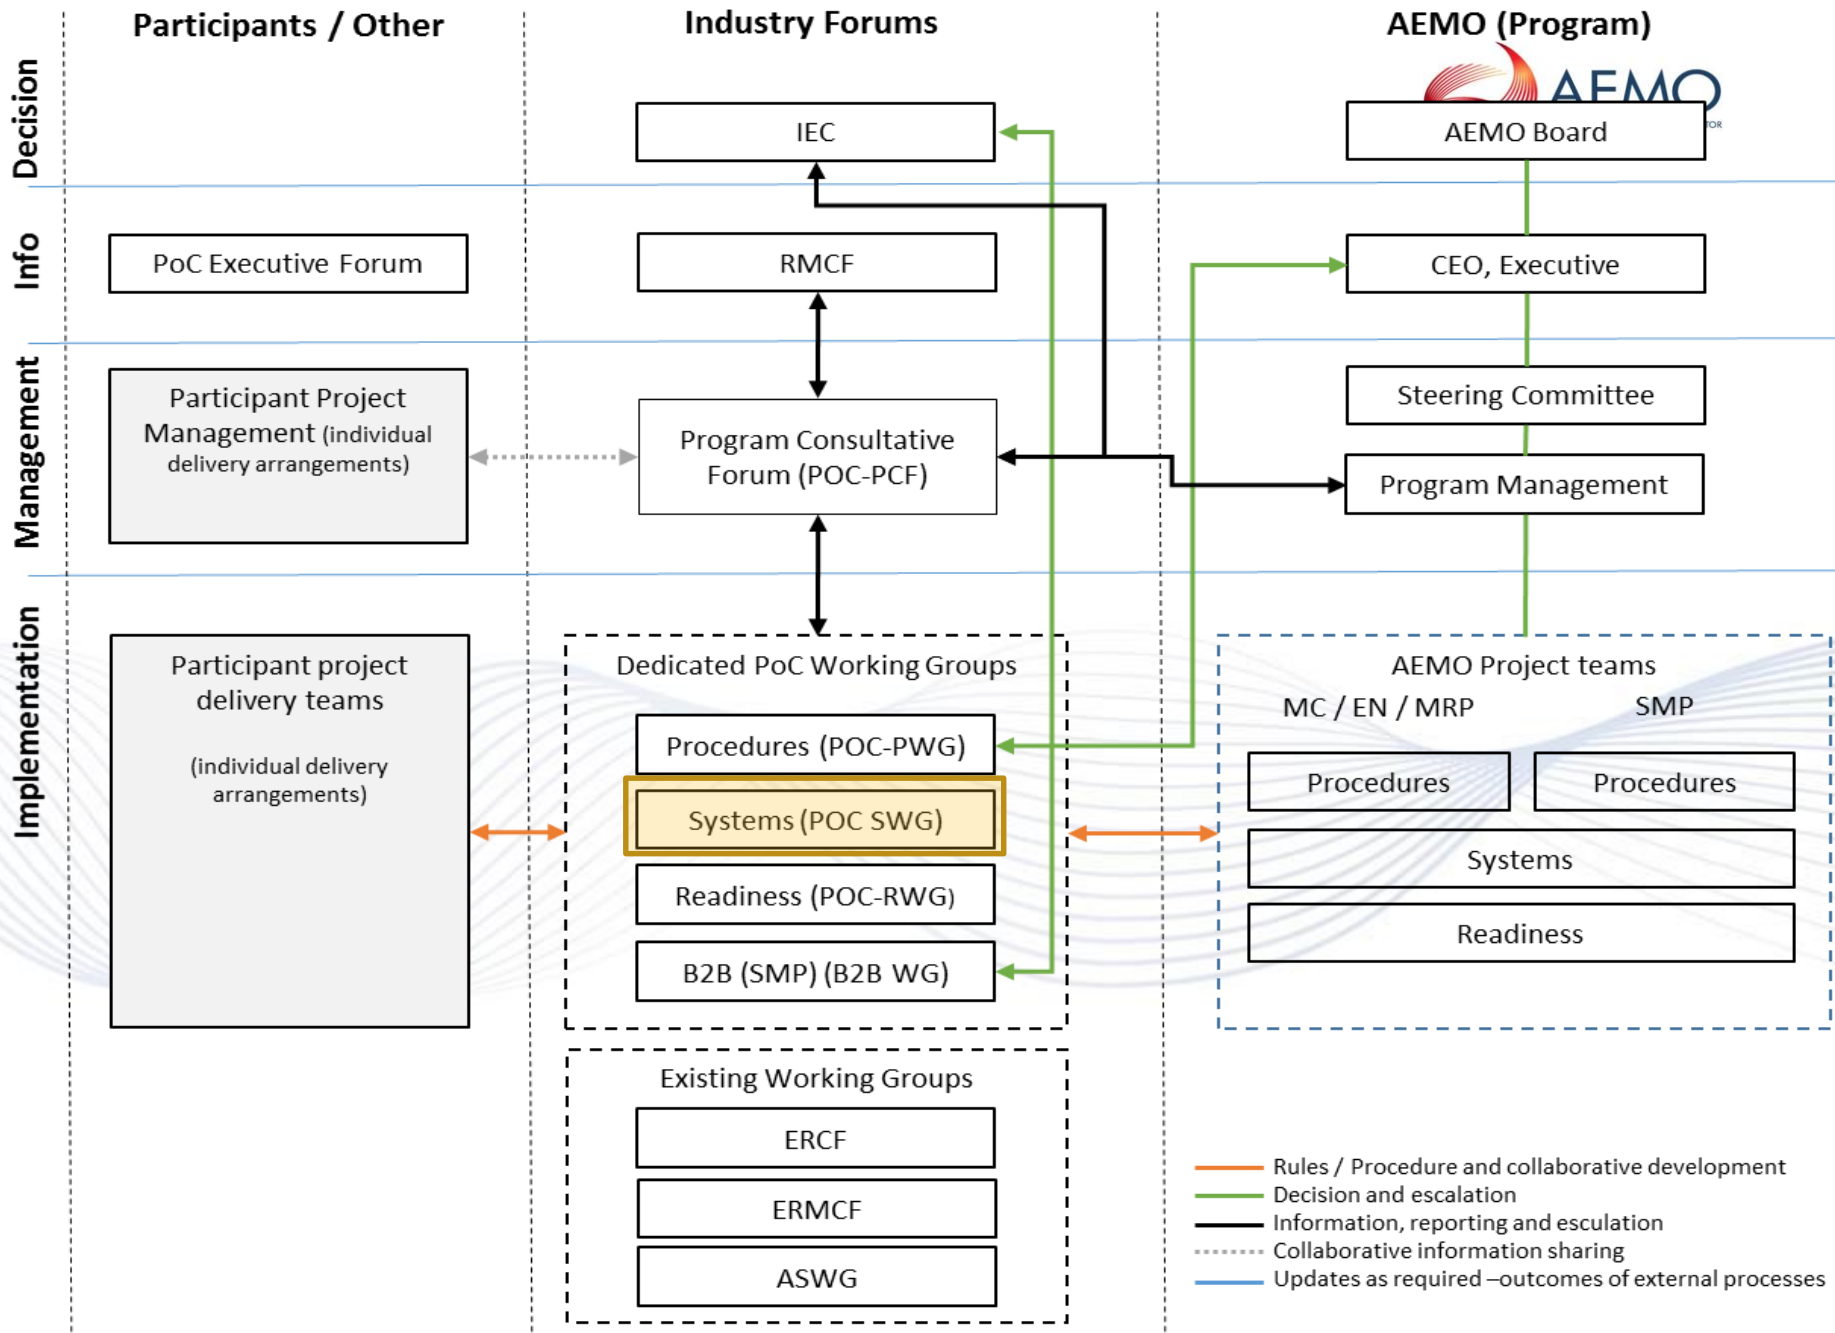 Participants / Other
Industry Forums
AEMO (Program)
Decision
AEMO
TOR
IEC
AEMO Board
Info
PoC Executive Forum
RMCF
CEO, Executive
Management
Participant Project
Management (individual
delivery arrangements)
Program Consultative
Forum (POC-PCF)
Steering Committee
Program Management
Implementation
Participant project
delivery teams
(individual delivery
arrangements)
Dedicated PoC Working Groups
Procedures (POC-PWG)
Systems (POC SWG)
Readiness (POC-RWG)
B2B (SMP) (B2B WG)
AEMO Project teams
MC / EN / MRP
SMP
Procedures
Procedures
Systems
Readiness
Existing Working Groups
ERCF
ERMCF
ASWG
Rules / Procedure and collaborative development
Decision and escalation
Information, reporting and esculation
Collaborative information sharing
Updates as required –outcomes of external processes